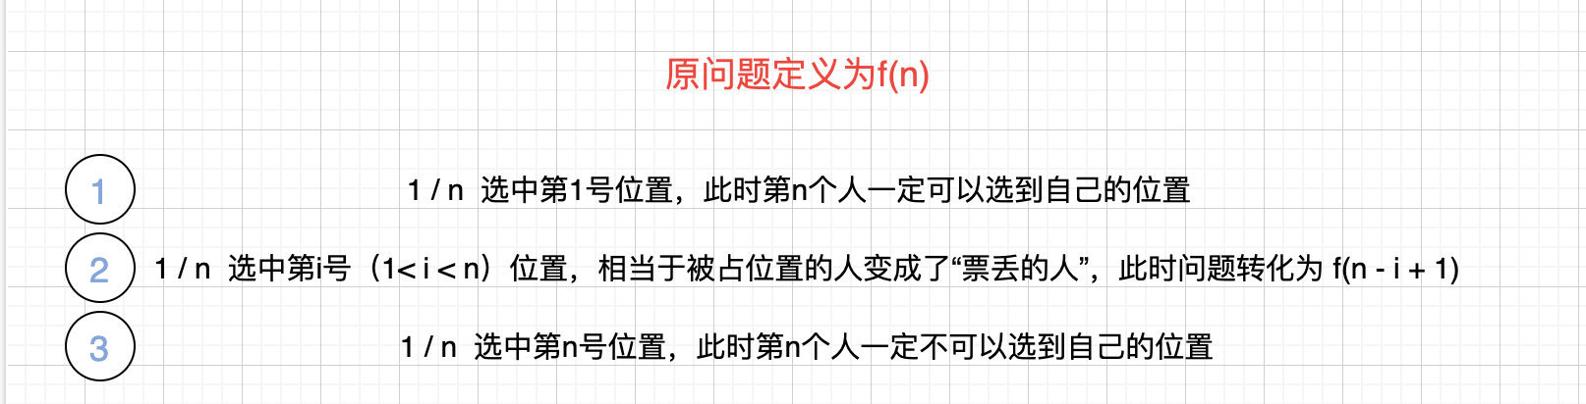 原问题定义为f(n)
1 1 / n 选中第1号位置，此时第n个人一定可以选到自己的位置
2 1 / n 选中第i号（1< i < n）位置，相当于被占位置的人变成了“票丢的人”，此时问题转化为 f(n - i + 1)
3 1 / n 选中第n号位置，此时第n个人一定不可以选到自己的位置